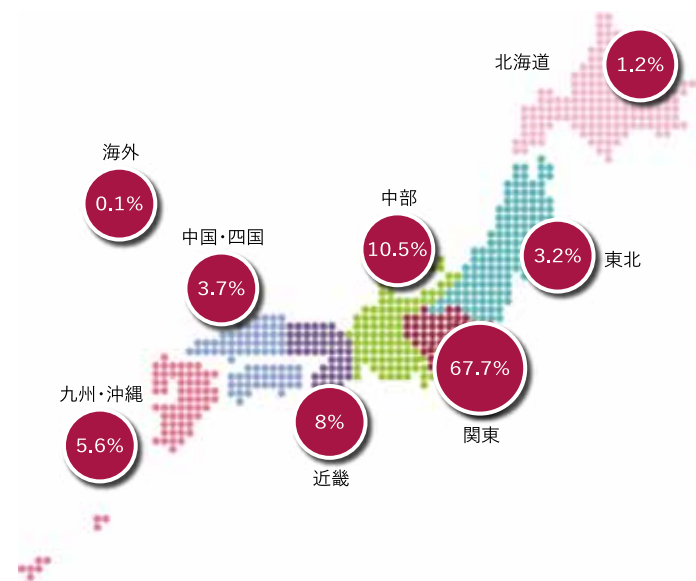 北海道
1.2%
海外
0.1%
中部
10.5%
中国・四国
3.7%
3.2%
東北
67.7%
関東
九州・沖縄
5.6%
8%
近畿